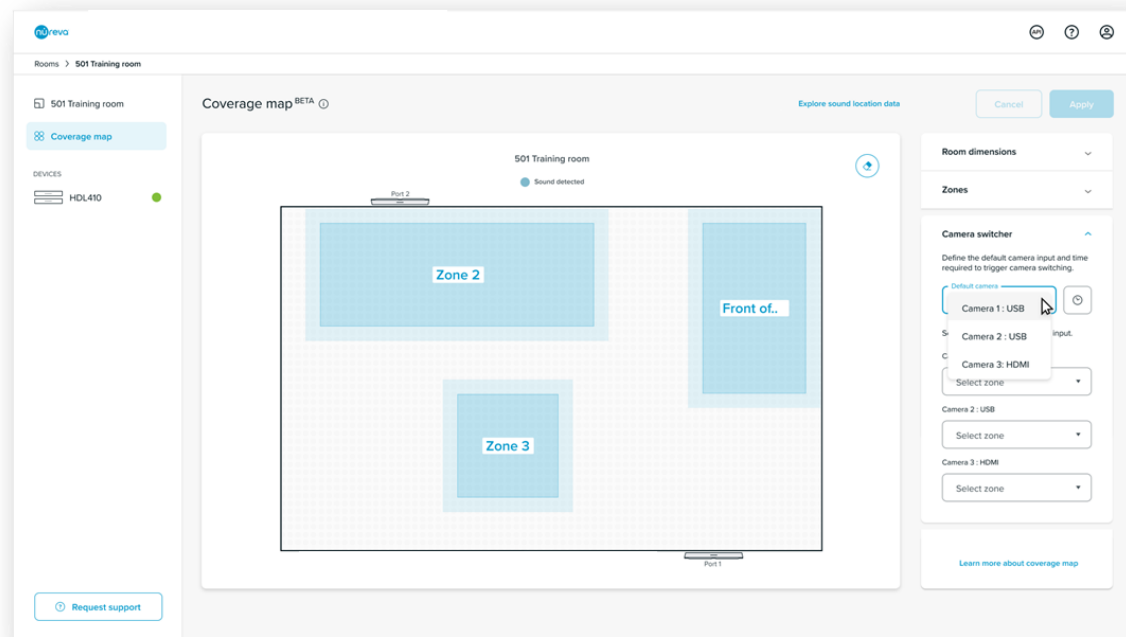 nureva
API
?
Rooms > 501 Training room
501 Training room
Coverage map
DEVICES
HDL410
? Request support
Coverage map BETA
Explore sound location data
Cancel
Apply
501 Training room
Sound detected
Port 2
Zone 2
Front of..
Zone 3
Port 1
Room dimensions
Zones
Camera switcher
Define the default camera input and time
required to trigger camera switching.
Default camera
Camera 1 : USB
Camera 2 : USB
Camera 3: HDMI
input.
Select zone
Camera 2 : USB
Select zone
Camera 3 : HDMI
Select zone
Learn more about coverage map